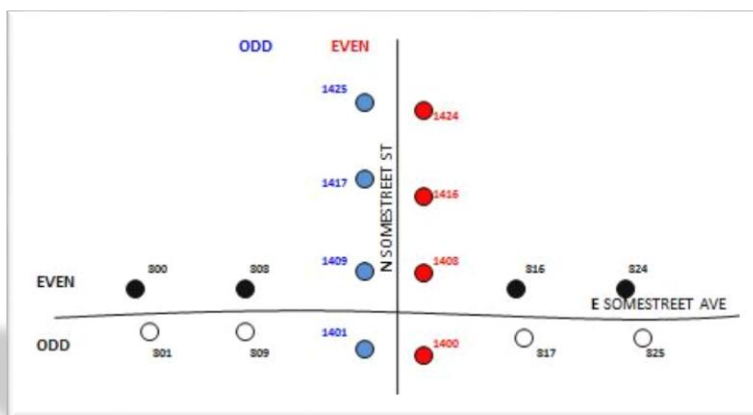 ODD EVEN
1425
1424
1417
1416
N SOMESTREET ST
1409 1408
800 808 816 824
EVEN
E SOMESTREET AVE
ODD
1401 1400
801 809 817 825